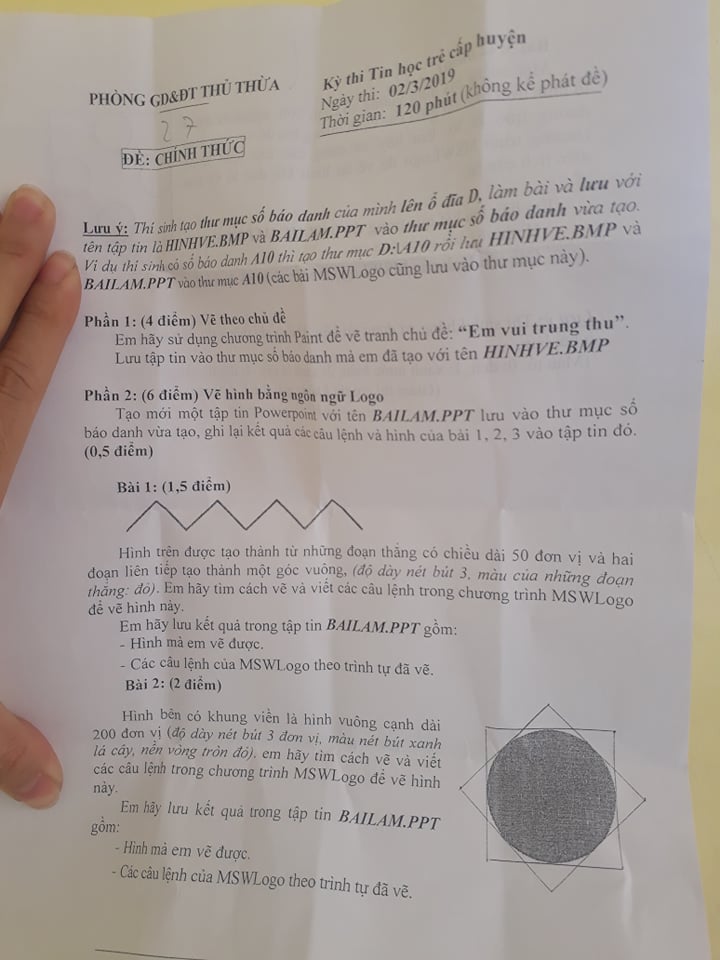 PHÒNG GD&ĐT THỦ THỪA
27
ĐỀ: CHÍNH THỨC
Kỳ thi Tin học trẻ cấp huyện
Ngày thi: 02/3/2019
Thời gian: 120 phút (không kể phát đề)
Lưu ý: Thí sinh tạo thư mục số báo danh của mình lên ổ đĩa D, làm bài và lưu với
tên tập tin là HINHVE.BMP và BAILAM.PPT vào thư mục số báo danh vừa tạo.
Ví dụ thí sinh có số báo danh A10 thì tạo thư mục D:\A10 rồi lưu HINHVE.BMP và
BAILAM.PPT vào thư mục A10 (các bài MSWLogo cũng lưu vào thư mục này).
Phần 1: (4 điểm) Vẽ theo chủ đề
Em hãy sử dụng chương trình Paint để vẽ tranh chủ đề: “Em vui trung thu”.
Lưu tập tin vào thư mục số báo danh mà em đã tạo với tên HINHVE.BMP
Phần 2: (6 điểm) Vẽ hình bằng ngôn ngữ Logo
Tạo mới một tập tin Powerpoint với tên BAILAM.PPT lưu vào thư mục số
báo danh vừa tạo, ghi lại kết quả các câu lệnh và hình của bài 1, 2, 3 vào tập tin đó.
(0,5 điểm)
Bài 1: (1,5 điểm)
Hình trên được tạo thành từ những đoạn thẳng có chiều dài 50 đơn vị và hai
đoạn liên tiếp tạo thành một góc vuông, (độ dày nét bút 3, màu của những đoạn
thẳng: đỏ). Em hãy tìm cách vẽ và viết các câu lệnh trong chương trình MSWLogo
để vẽ hình này.
Em hãy lưu kết quả trong tập tin BAILAM.PPT gồm:
- Hình mà em vẽ được.
- Các câu lệnh của MSWLogo theo trình tự đã vẽ.
Bài 2: (2 điểm)
Hình bên có khung viền là hình vuông cạnh dài
200 đơn vị (độ dày nét bút 3 đơn vị, màu nét bút xanh
lá cây, nền vòng tròn đỏ), em hãy tìm cách vẽ và viết
các câu lệnh trong chương trình MSWLogo để vẽ hình
này.
Em hãy lưu kết quả trong tập tin BAILAM.PPT
gồm:
- Hình mà em vẽ được.
- Các câu lệnh của MSWLogo theo trình tự đã vẽ.